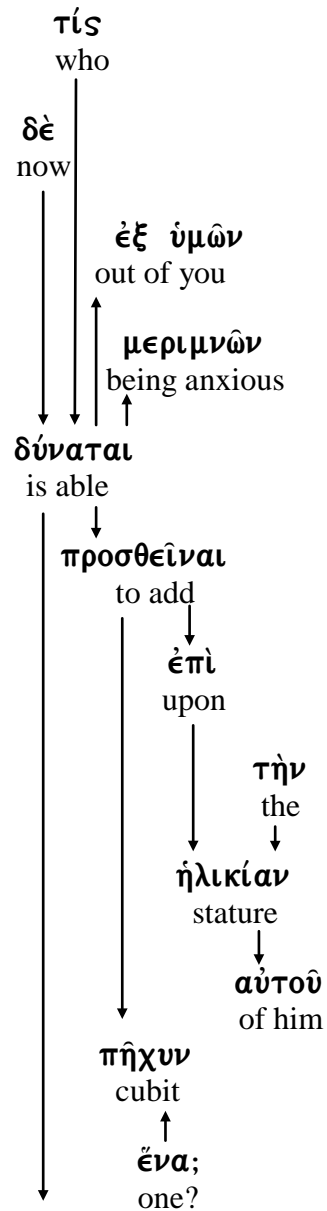 τίς
who
δὲ
now
ἐξ ὑμῶν
out of you
μεριμνῶν
being anxious
δύναται
is able
προσθεῖναι
to add
ἐπὶ
upon
τὴν
the
ἡλικίαν
stature
αὐτοῦ
of him
πῆχυν
cubit
ἕνα;
one?